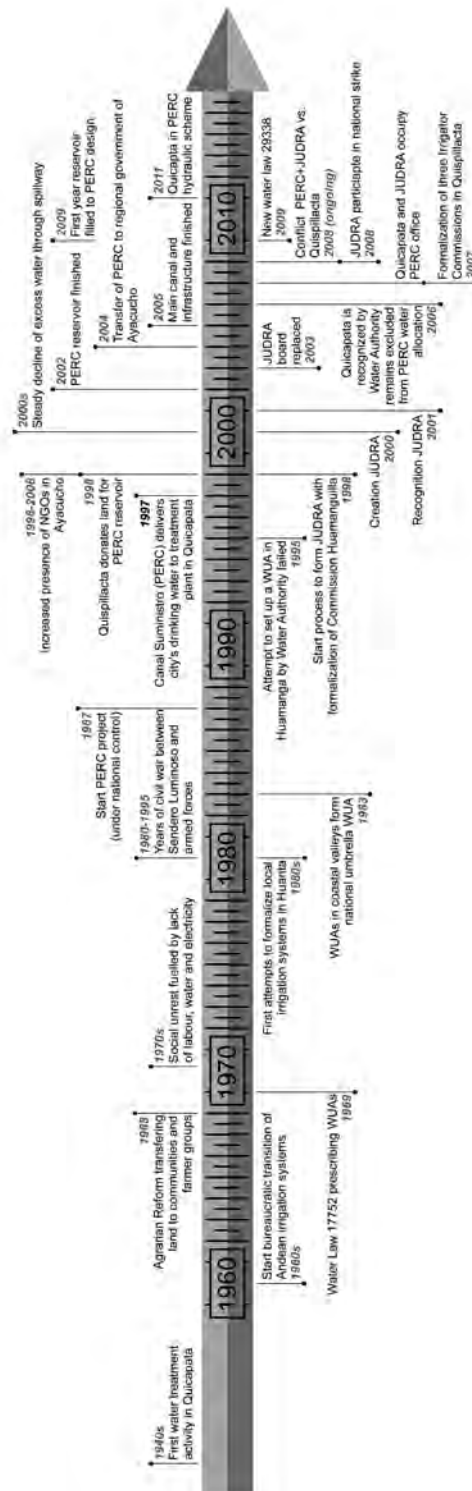 1940s
First water treatment
activity in Quicapata
1969
Agrarian Reform transfering
land to communities and
farmer groups
1970s
Social unrest fuelled by lack
of labour, water and electricity
1980-1995
Years of civil war between
Sendero Luminoso and
armed forces
1987
Start PERC project
(under national control)
1997
Canal Suministro (PERC) delivers
city's drinking water to treatment
plant in Quicapata
1998
Quispillacta donates land for
PERC reservoir
1998-2008
Increased presence of NGOs in
Ayacucho
2000s
Steady decline of excess water through spillway
2002
PERC reservoir finished
2004
Transfer of PERC to regional government of
Ayacucho
2005
Main canal and
infrastructure finished
2009
First year reservoir
filled to PERC design
2011
Quicapta in PERC
hydraulic scheme
1960
1970
1980
1990
2000
2010
Start bureaucratic transition of
Andean irrigation systems
1960s
Water Law 17752 prescribing WUAs
1969
First attempts to formalize local
irrigation systems in Huanta
1980s
WUAs in coastal valleys form
national umbrella WUA
1983
Attempt to set up a WUA in
Huamanga by Water Authority failed
1995
Start process to form JUDRA with
formalization of Commission Huamanguilla
1998
Creation JUDRA
2000
Recognition JUDRA
2001
JUDRA
board
replaced
2003
Quicapata is
recognized by
Water Authority
remains excluded
from PERC water
allocation
2006
Formalization of three Irrigator
Commissions in Quispillacta
2007
Quicapata and JUDRA occupy
PERC office
JUDRA particiapte in national strike
2008
Conflict PERC+JUDRA vs.
Quispillacta
2008 (ongoing)
New water law 29338
2009